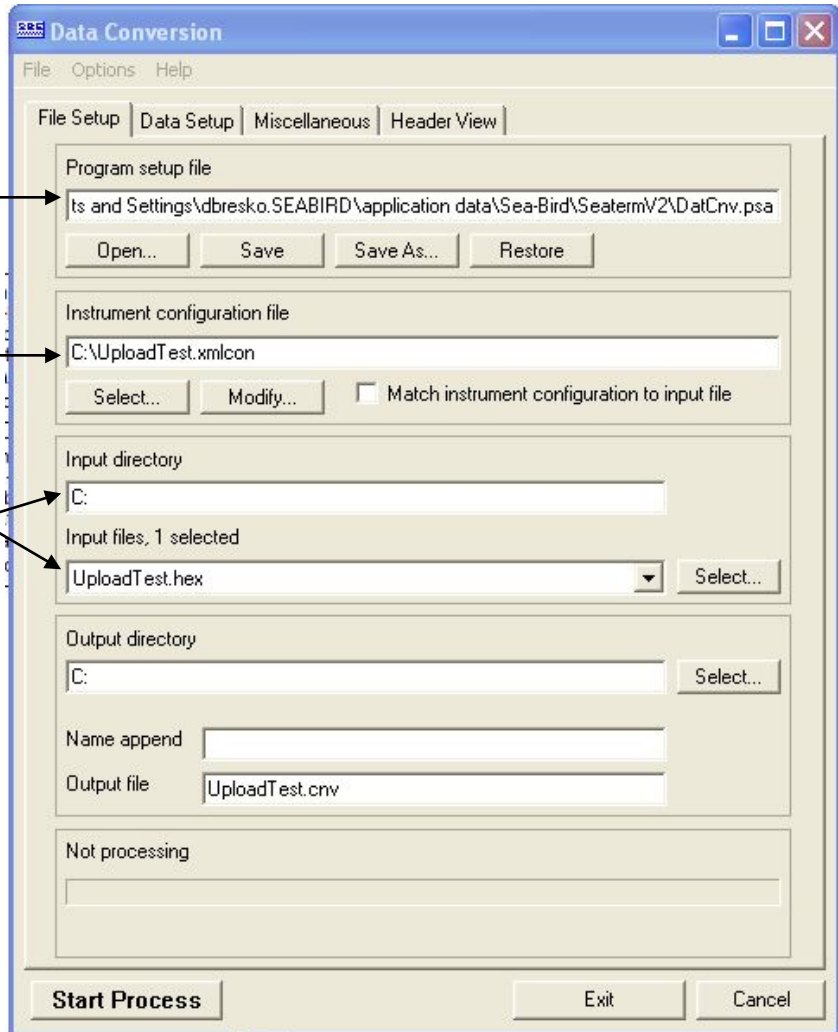 Data Conversion
File Options Help
File Setup Data Setup Miscellaneous Header View
Program setup file
ts and Settings\dbresko.SEABIRD\application data\Sea-Bird\SeatermV2\DatCnv.psa
Open... Save Save As... Restore
Instrument configuration file
C:\UploadTest.xmlcon
Select... Modify... Match instrument configuration to input file
Input directory
C:
Input files, 1 selected
UploadTest.hex Select...
Output directory
C: Select...
Name append
Output file UploadTest.cnv
Not processing
Start Process Exit Cancel